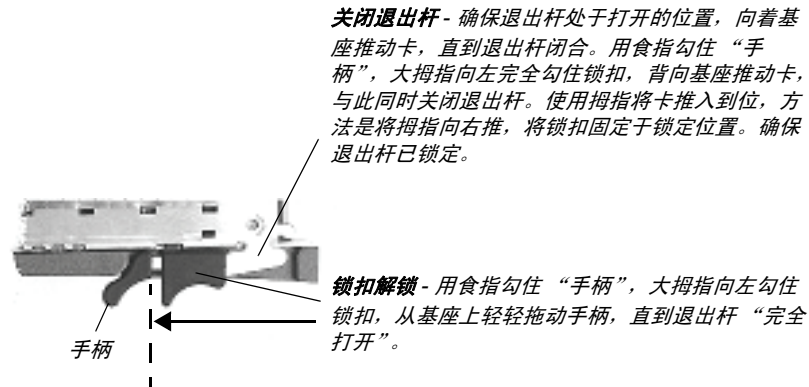 关闭退出杆 - 确保退出杆处于打开的位置，向着基
座推动卡，直到退出杆闭合。用食指勾住 “手
柄”，大拇指向左完全勾住锁扣，背向基座推动卡，
与此同时关闭退出杆。使用拇指将卡推入到位，方
法是将拇指向右推，将锁扣固定于锁定位置。确保
退出杆已锁定。
锁扣解锁 - 用食指勾住 “手柄”，大拇指向左勾住
锁扣，从基座上轻轻拖动手柄，直到退出杆 “完全
打开”。
手柄